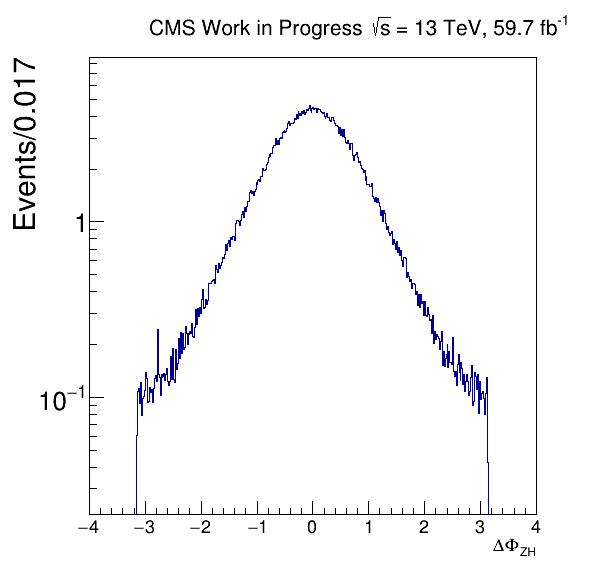 CMS Work in Progress √s = 13 TeV, 59.7 fb⁻¹
Events/0.017
1
10⁻¹
−4 −3 −2 −1 0 1 2 3 4
ΔΦ_ZH